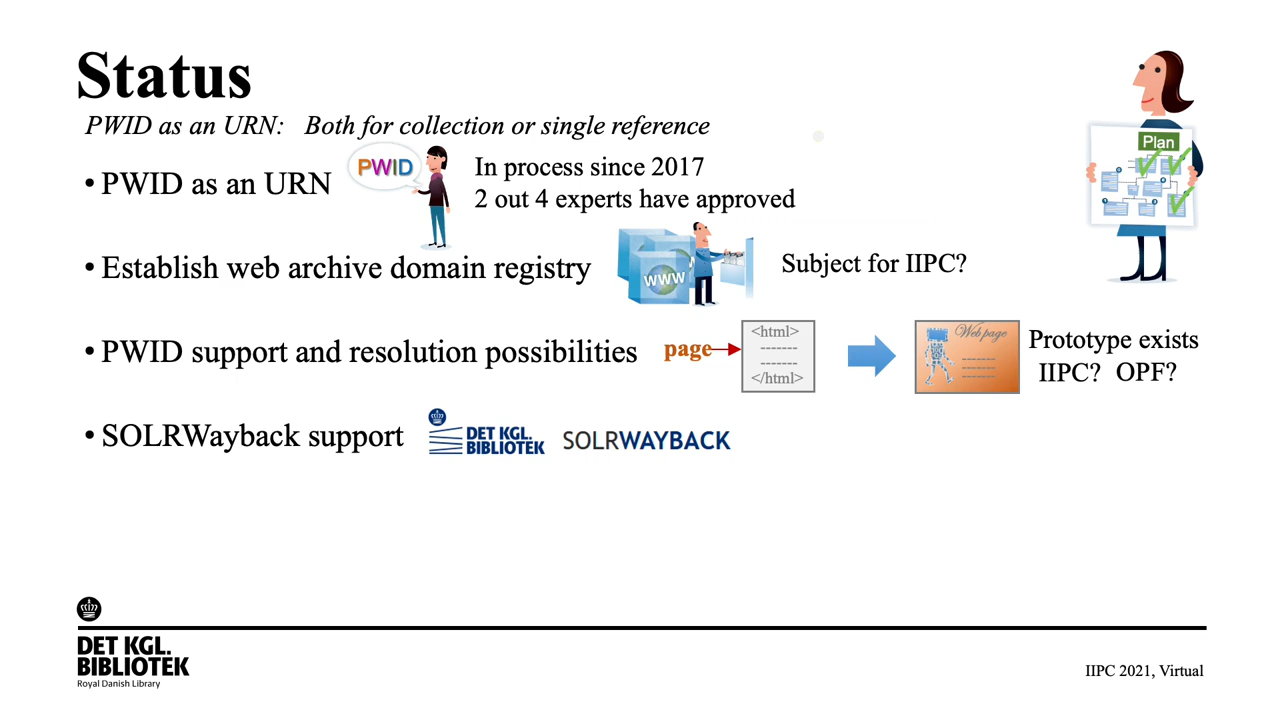 Status
PWID as an URN: Both for collection or single reference
• PWID as an URN
PWID
In process since 2017
2 out 4 experts have approved
Plan
• Establish web archive domain registry
WWW
Subject for IIPC?
• PWID support and resolution possibilities
page
<html>
-------
-------
</html>
Web page
Prototype exists
IIPC? OPF?
• SOLRWayback support
DET KGL.
BIBLIOTEK
SOLRWAYBACK
DET KGL.
BIBLIOTEK
Royal Danish Library
IIPC 2021, Virtual